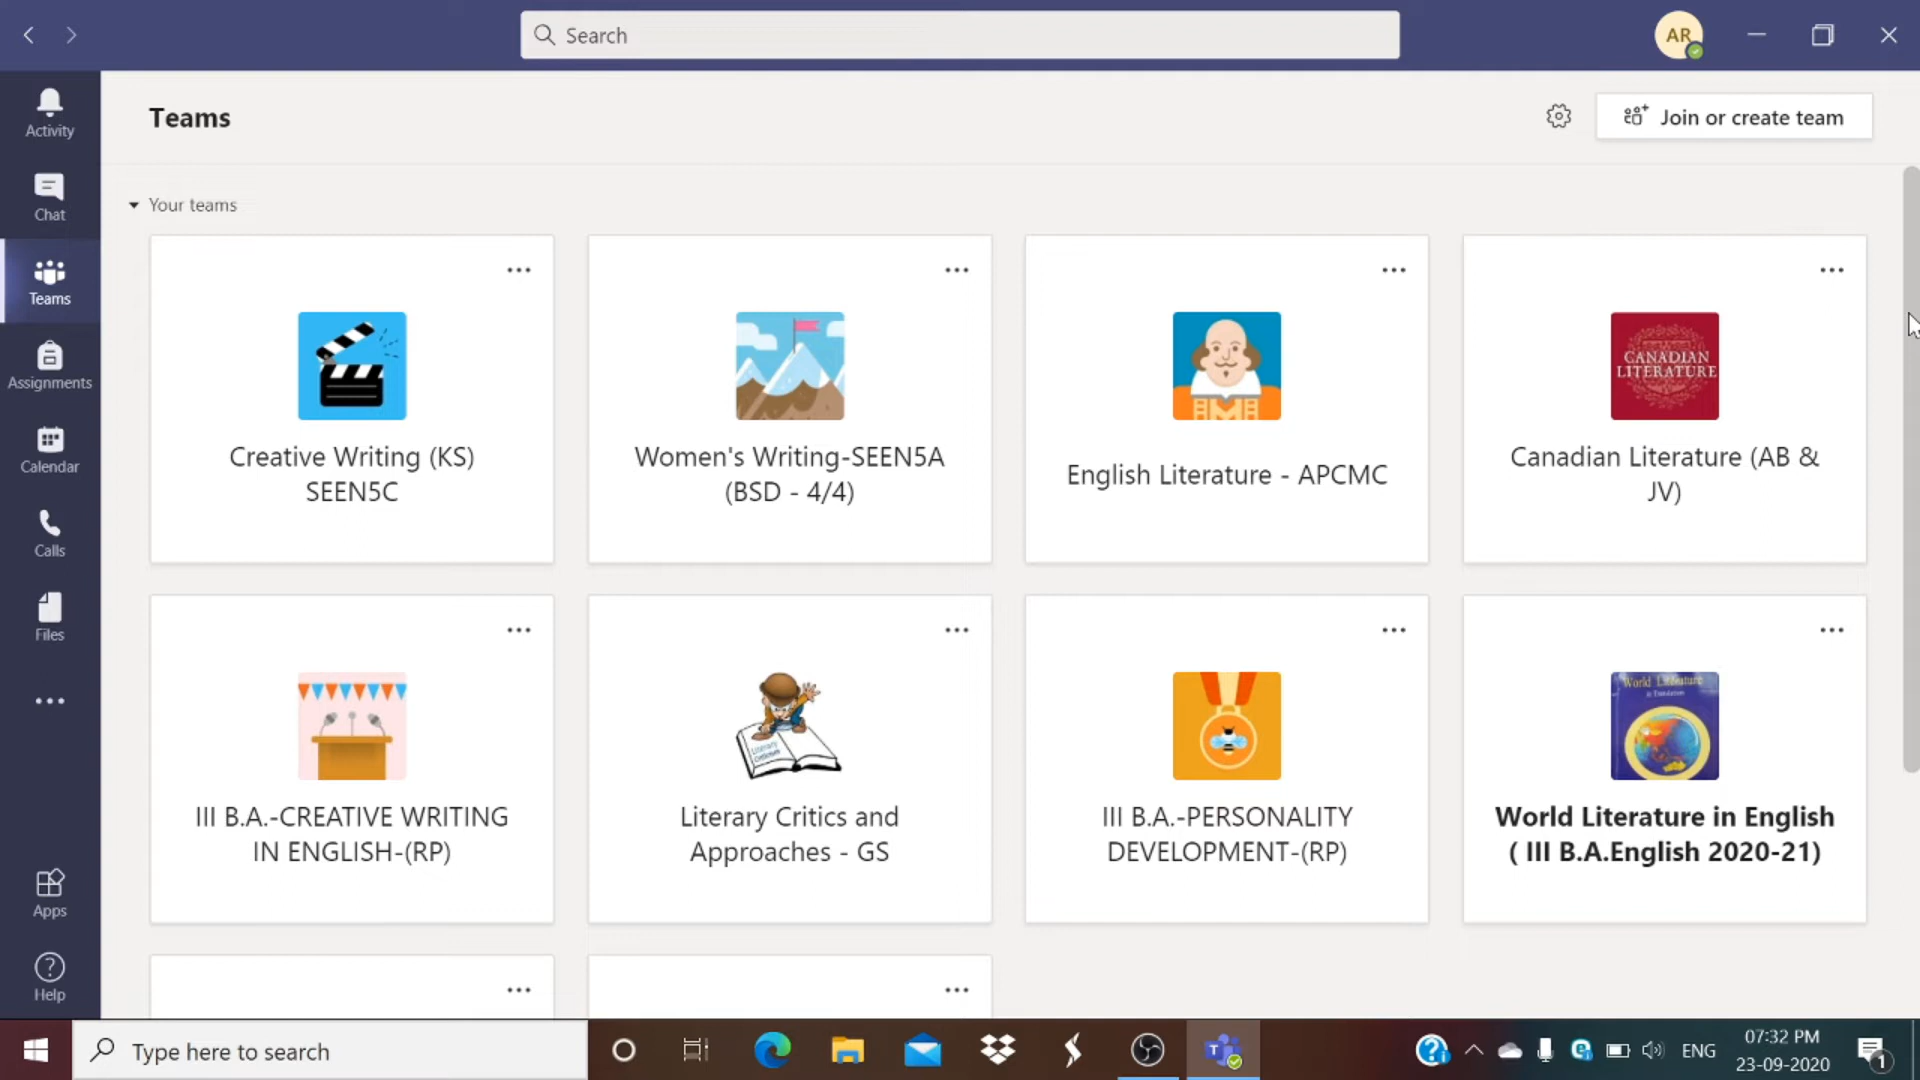 Search
AR
Activity
Chat
Teams
Assignments
Calendar
Calls
Files
Apps
Help
Teams
Join or create team
Your teams
Creative Writing (KS)
SEEN5C
Women's Writing-SEEN5A
(BSD - 4/4)
English Literature - APCMC
CANADIAN
LITERATURE
Canadian Literature (AB &
JV)
III B.A.-CREATIVE WRITING
IN ENGLISH-(RP)
Literary Critics and
Approaches - GS
III B.A.-PERSONALITY
DEVELOPMENT-(RP)
World Literature
World Literature in English
( III B.A.English 2020-21)
Type here to search
ENG
07:32 PM
23-09-2020
1